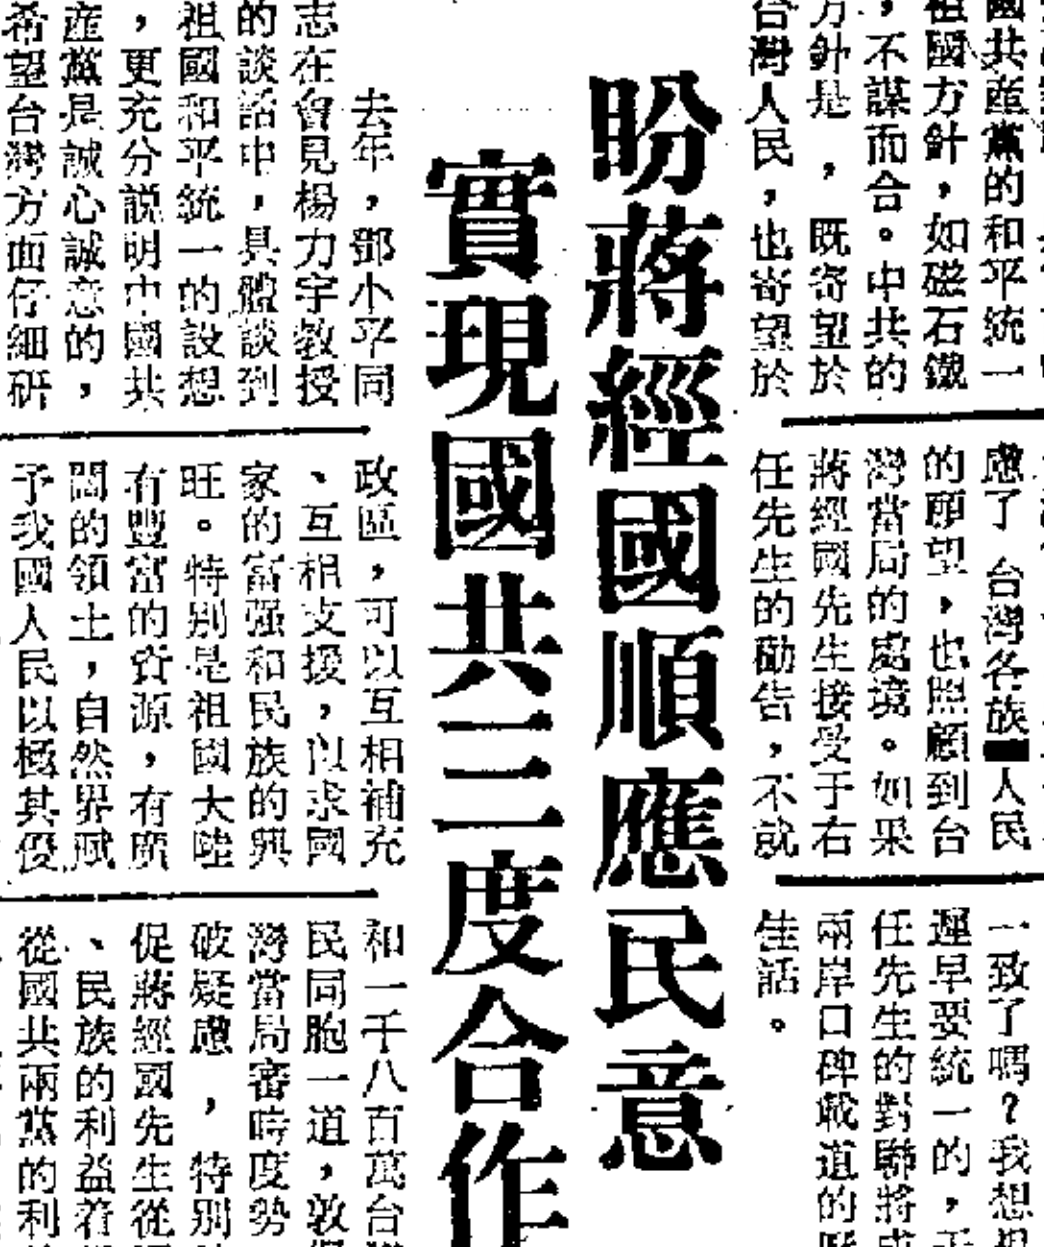 國共產黨的和平統一
祖國方針，如磁石鐵
，不謀而合。中共的
方針是，既寄望於
台灣人民，也寄望於
慮了 台灣各族人民
的願望，也照顧到台
灣當局的處境。如果
蔣經國先生接受于右
任先生的勸告，不就
一致了嗎？我想
遲早要統一的，
任先生的對聯將成
兩岸口碑載道的
佳話。
盼蔣經國順應民意
實現國共三度合作
去年，鄧小平同
志在會見楊力宇教授
的談話中，具體談到
祖國和平統一的設想
，更充分説明中國共
產黨是誠心誠意的，
希望台灣方面仔細研
政區，可以互相補充
、互相支援，以求國
家的富强和民族的興
旺。特別是祖國大陸
有豐富的資源，有廣
闊的領土，自然界賦
予我國人民以極其優
和一千八百萬台
民同胞一道，敦
灣當局審時度勢
破疑慮，特別
促蔣經國先生從
、民族的利益着
從國共兩黨的利